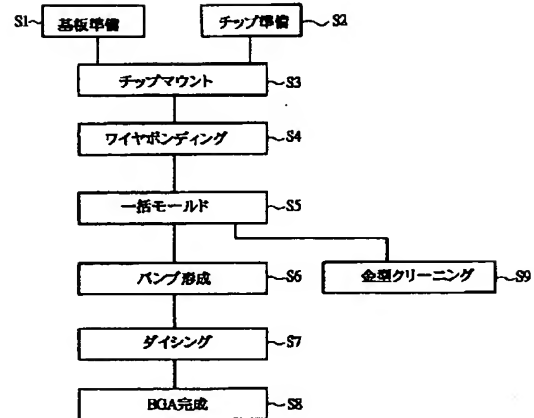 S1 基板準備
チップ準備 S2
チップマウント S3
ワイヤボンディング S4
一括モールド S5
バンプ形成 S6
金型クリーニング S9
ダイシング S7
BGA完成 S8